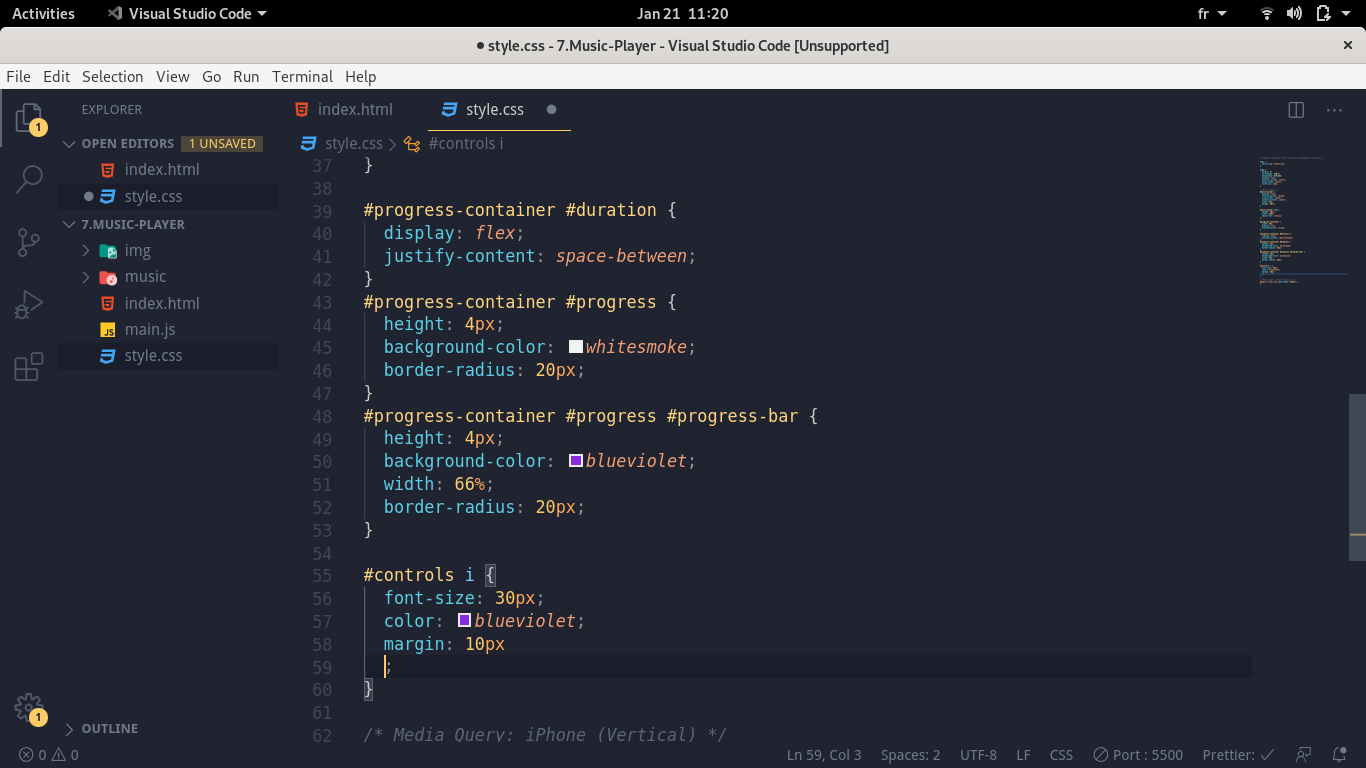 Activities Visual Studio Code Jan 21 11:20 fr
style.css - 7.Music-Player - Visual Studio Code [Unsupported]
File Edit Selection View Go Run Terminal Help
EXPLORER
OPEN EDITORS 1 UNSAVED
index.html
style.css
7.MUSIC-PLAYER
img
music
index.html
main.js
style.css
OUTLINE
1
1
index.html style.css
style.css > #controls i
37 }
38
39 #progress-container #duration {
40 display: flex;
41 justify-content: space-between;
42 }
43 #progress-container #progress {
44 height: 4px;
45 background-color: whitesmoke;
46 border-radius: 20px;
47 }
48 #progress-container #progress #progress-bar {
49 height: 4px;
50 background-color: blueviolet;
51 width: 66%;
52 border-radius: 20px;
53 }
54
55 #controls i {
56 font-size: 30px;
57 color: blueviolet;
58 margin: 10px
59 ;
60 }
61
62 /* Media Query: iPhone (Vertical) */
0 0 Ln 59, Col 3 Spaces: 2 UTF-8 LF CSS Port : 5500 Prettier: ✓